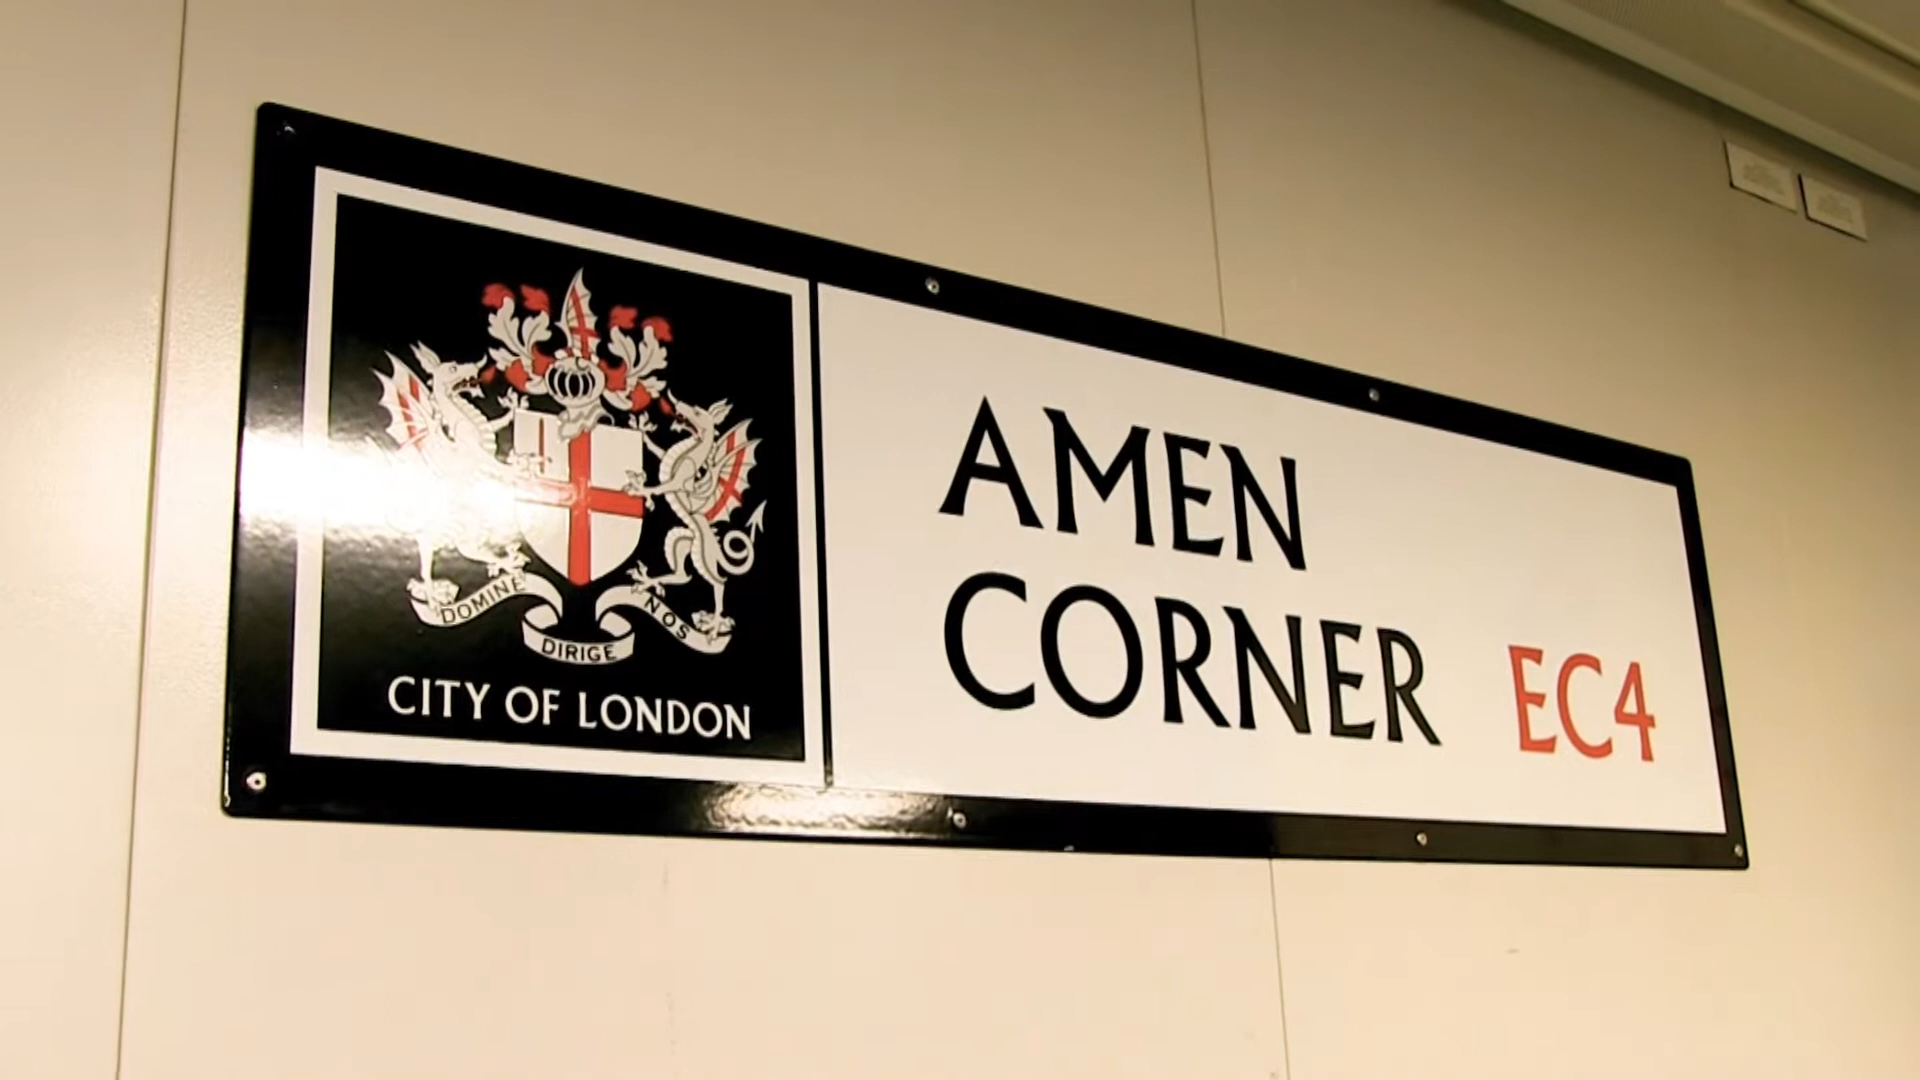 DOMINE
DIRIGE
NOS
CITY OF LONDON
AMEN
CORNER EC4